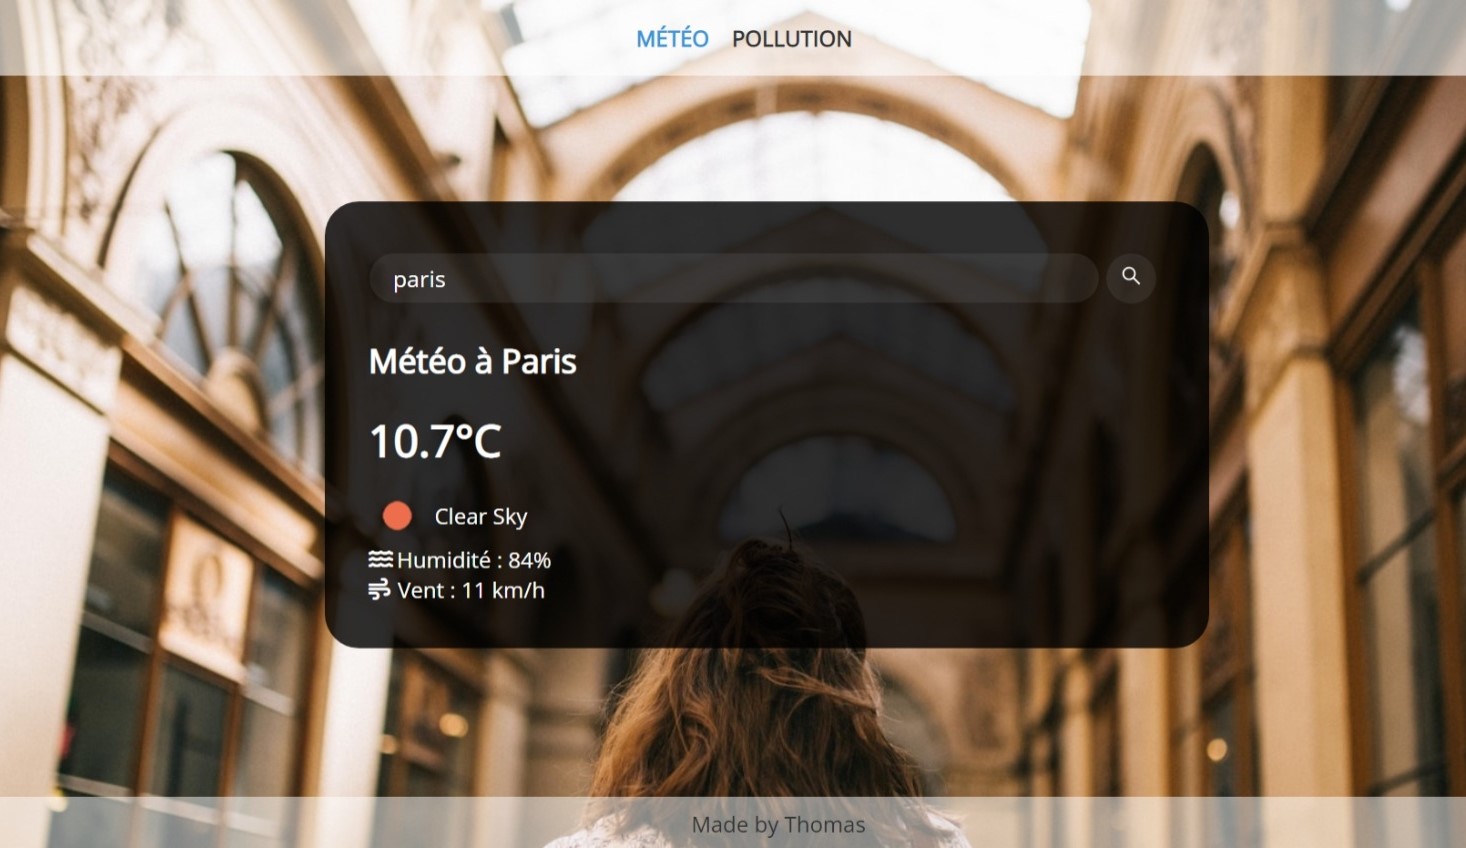 MÉTÉO POLLUTION
paris
Météo à Paris
10.7°C
Clear Sky
Humidité : 84%
Vent : 11 km/h
Made by Thomas